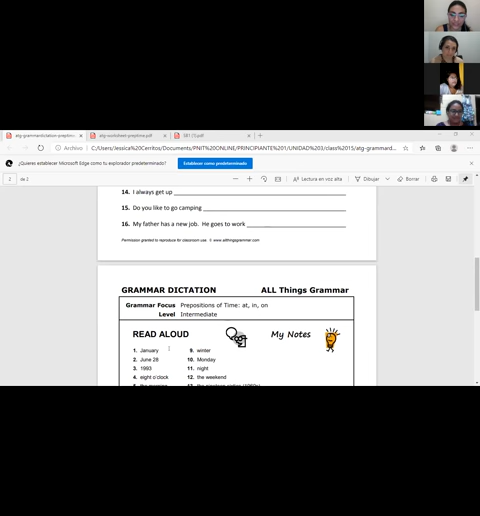 atg-grammardictation-preptime.
atg-worksheet-preptime.pdf
¿Quieres establecer Microsoft Edge como tu explorador predeterminado?
Establecer como predeterminado
Archivo
C:/Users/Jessica%20Cerritos/Documents/PNIT%20ONLINE/PRINCIPIANTE%201/UNIDAD%203/class%2015/atg-grammard...
2
de 2
Lectura en voz alta
Dibujar
Borrar
14. I always get up
15. Do you like to go camping
16. My father has a new job. He goes to work
Permission granted to reproduce for classroom use. © www.allthingsgrammar.com
GRAMMAR DICTATION
ALL Things Grammar
Grammar Focus Prepositions of Time: at, in, on
Level Intermediate
READ ALOUD
My Notes
1. January
2. June 28
3. 1993
4. eight o'clock
9. winter
10. Monday
11. night
12. the weekend